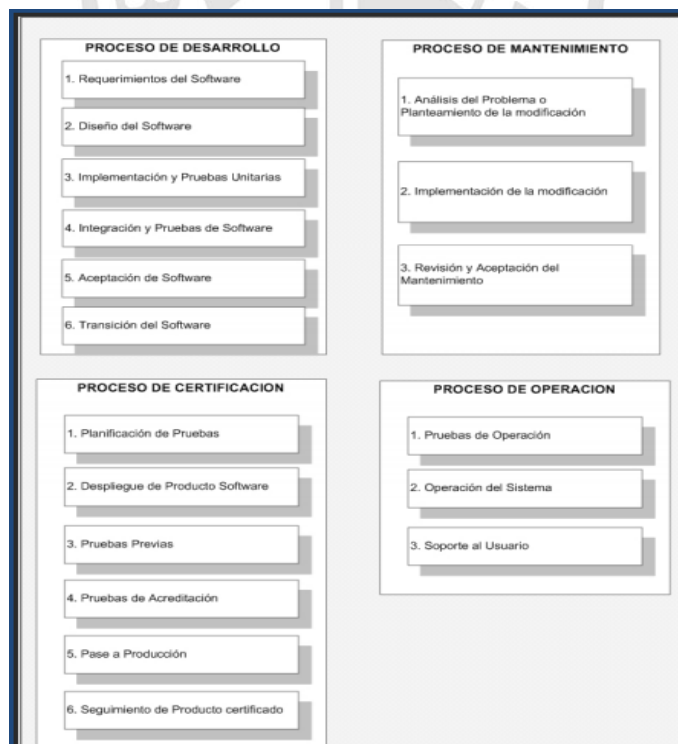 PROCESO DE DESARROLLO
1. Requerimientos del Software
2. Diseño del Software
3. Implementación y Pruebas Unitarias
4. Integración y Pruebas de Software
5. Aceptación de Software
6. Transición del Software
PROCESO DE MANTENIMIENTO
1. Análisis del Problema o
Planteamiento de la modificación
2. Implementación de la modificación
3. Revisión y Aceptación del
Mantenimiento
PROCESO DE CERTIFICACION
1. Planificación de Pruebas
2. Despliegue de Producto Software
3. Pruebas Previas
4. Pruebas de Acreditación
5. Pase a Producción
6. Seguimiento de Producto certificado
PROCESO DE OPERACION
1. Pruebas de Operación
2. Operación del Sistema
3. Soporte al Usuario